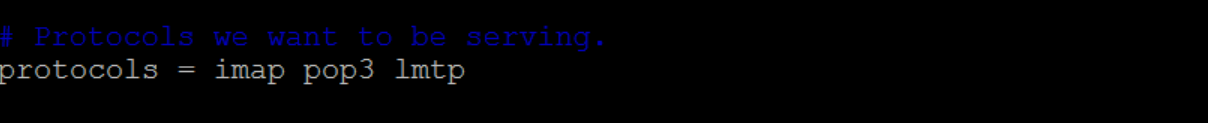 # Protocols we want to be serving.
protocols = imap pop3 lmtp